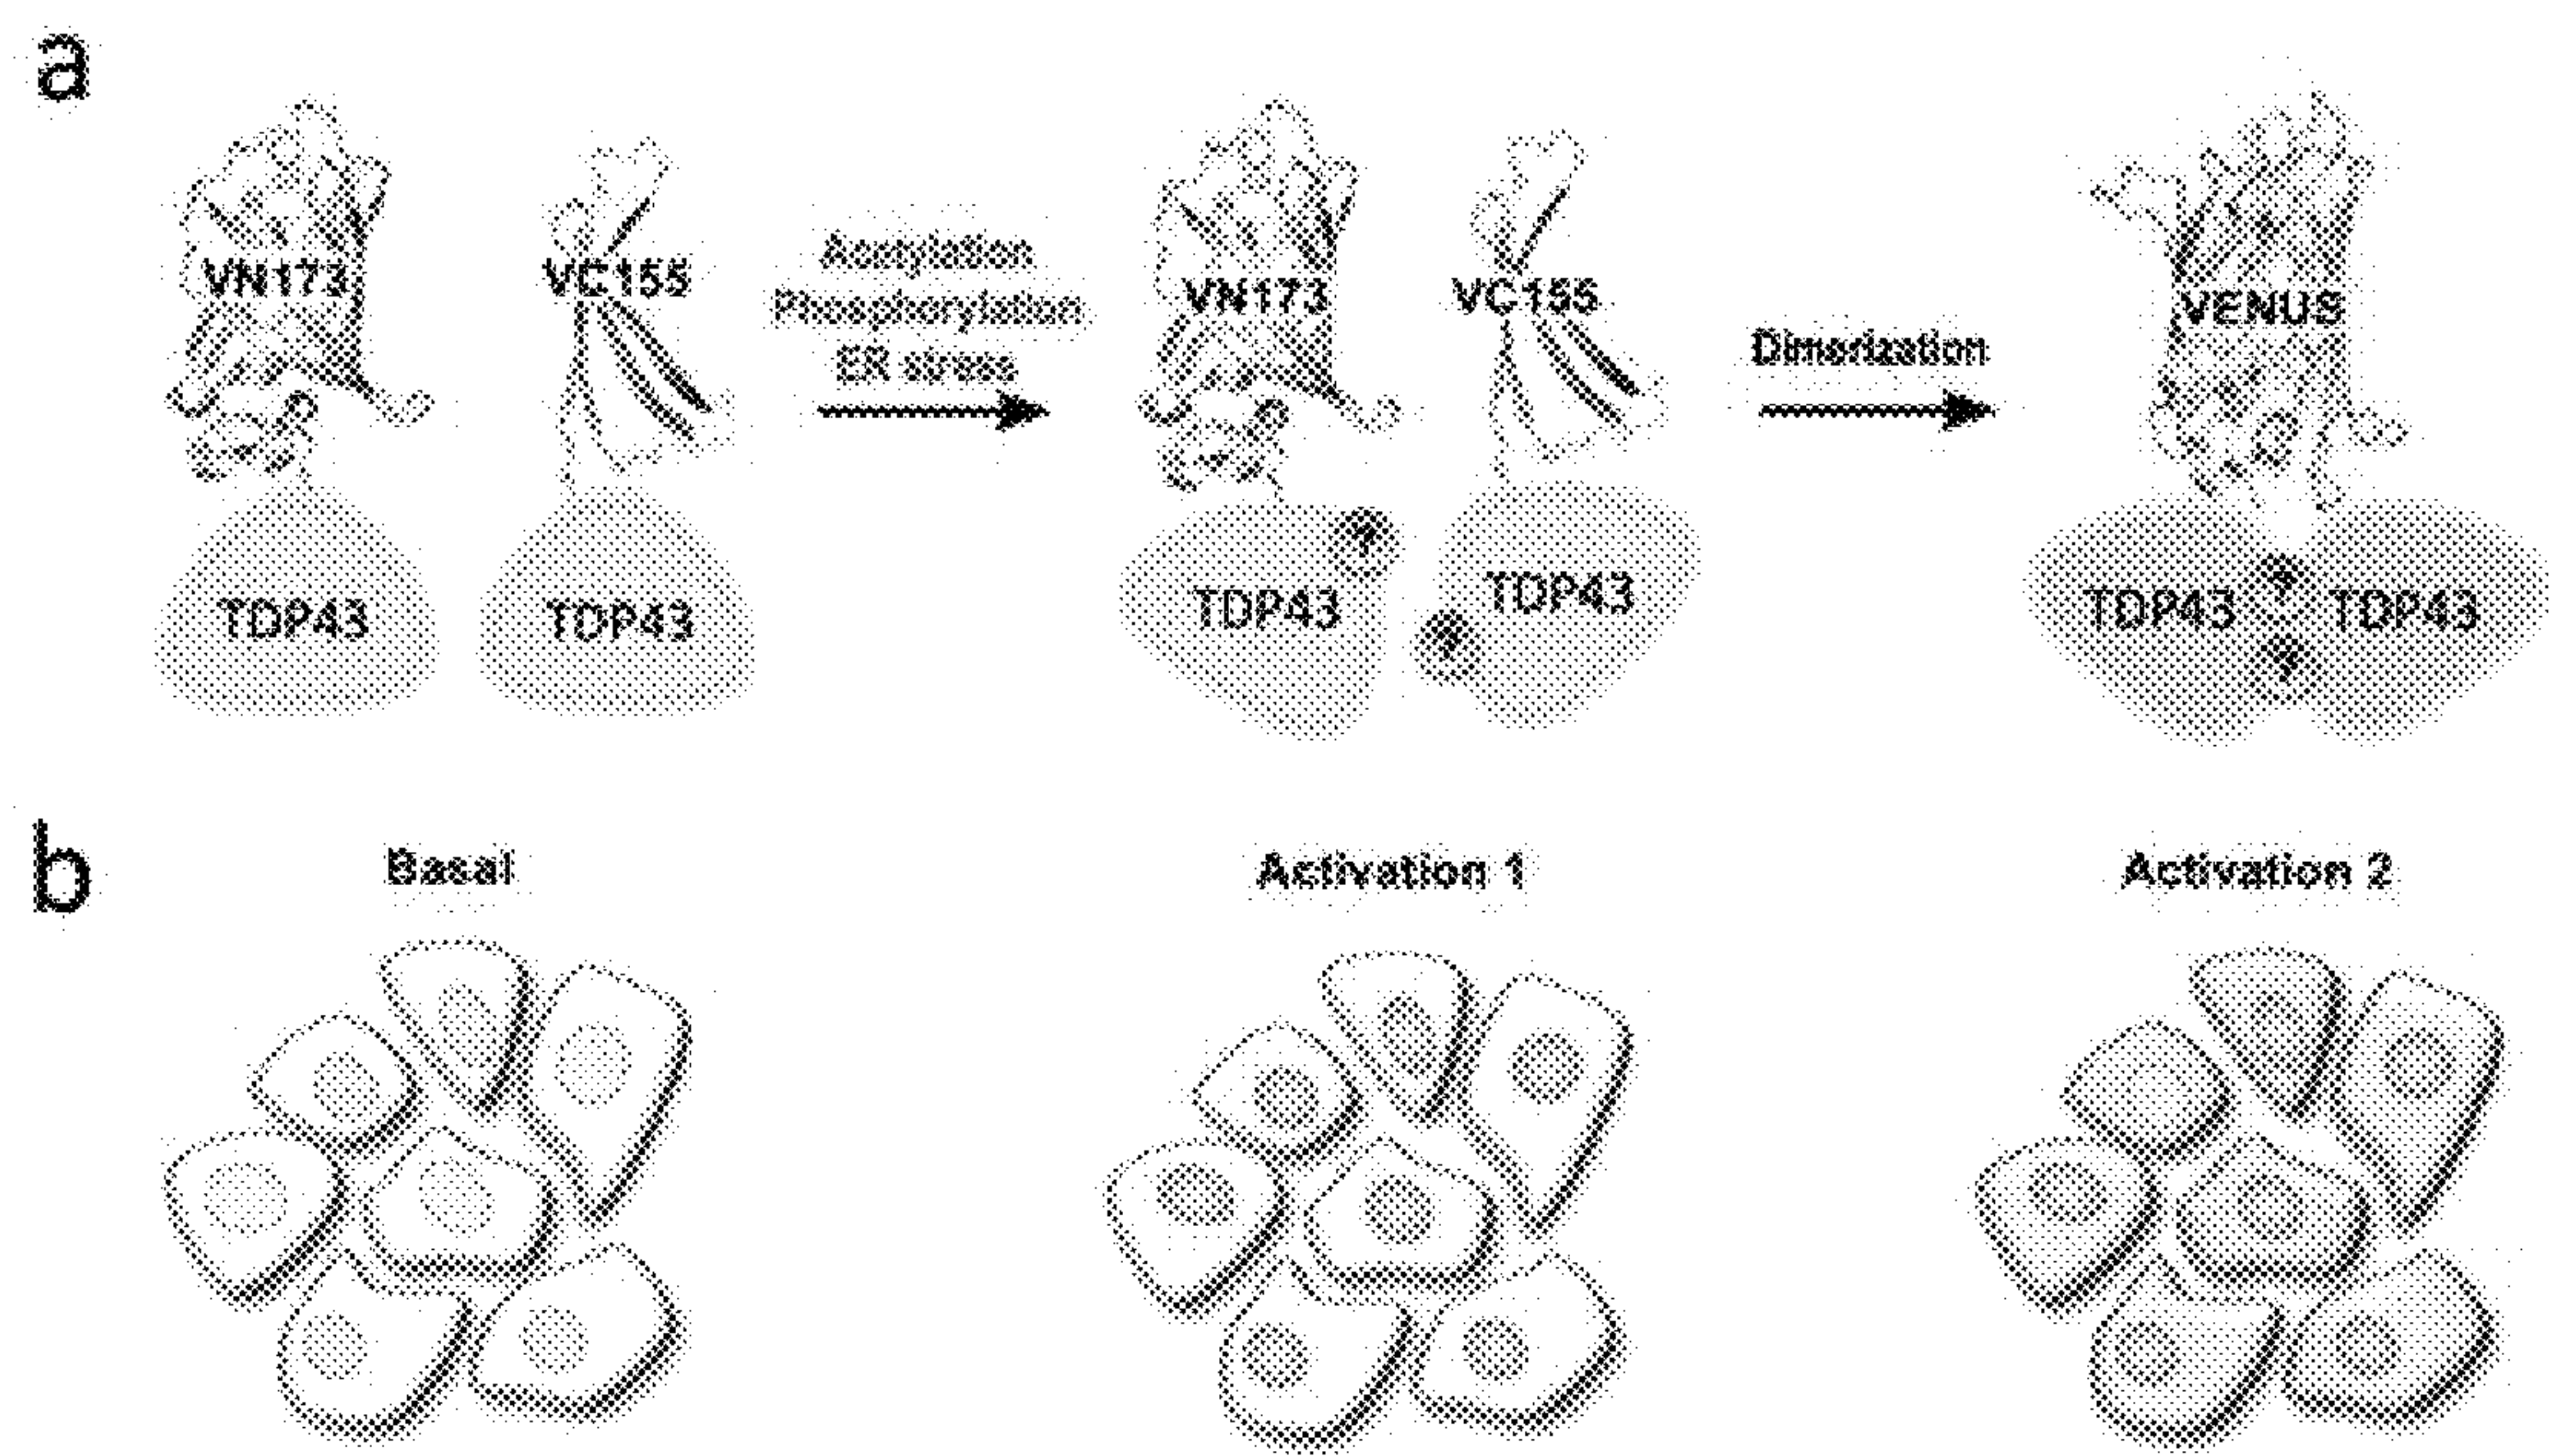 a
VN173
VC155
Acetylation
Phosphorylation
ER stress
VN173
VC155
Dimerization
VENUS
TDP43
TDP43
?
TDP43
?
TDP43
TDP43
?
?
TDP43
b
Basal
Activation 1
Activation 2